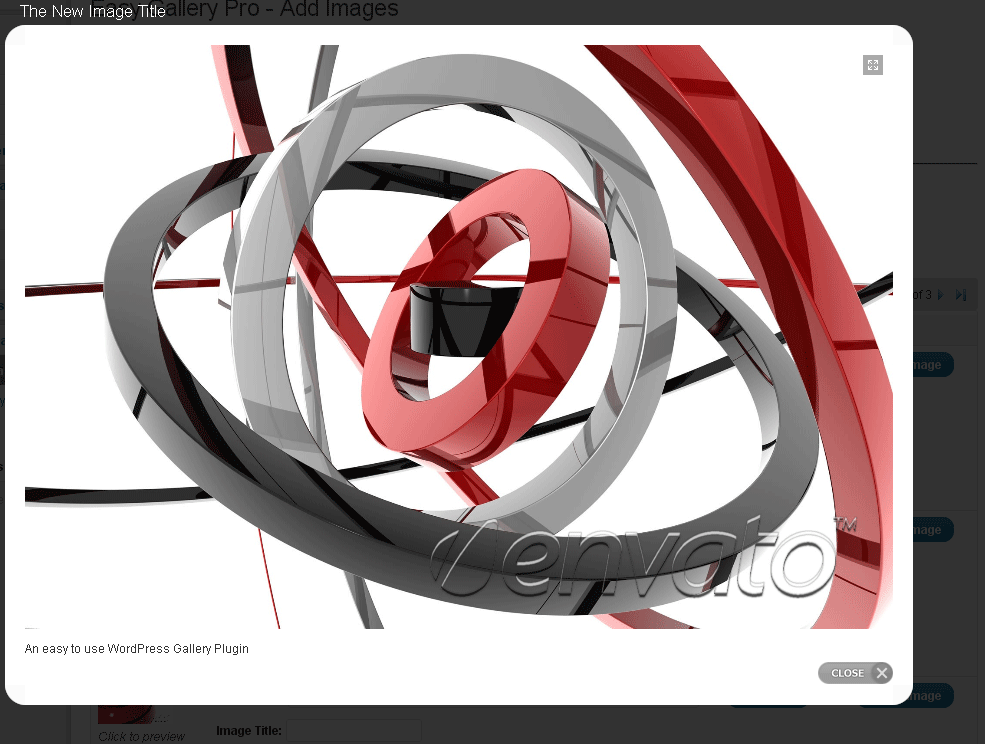 The New Image Title
Gallery Pro - Add Images
of 3
mage
envato™
mage
An easy to use WordPress Gallery Plugin
CLOSE
mage
Image Title:
Click to preview